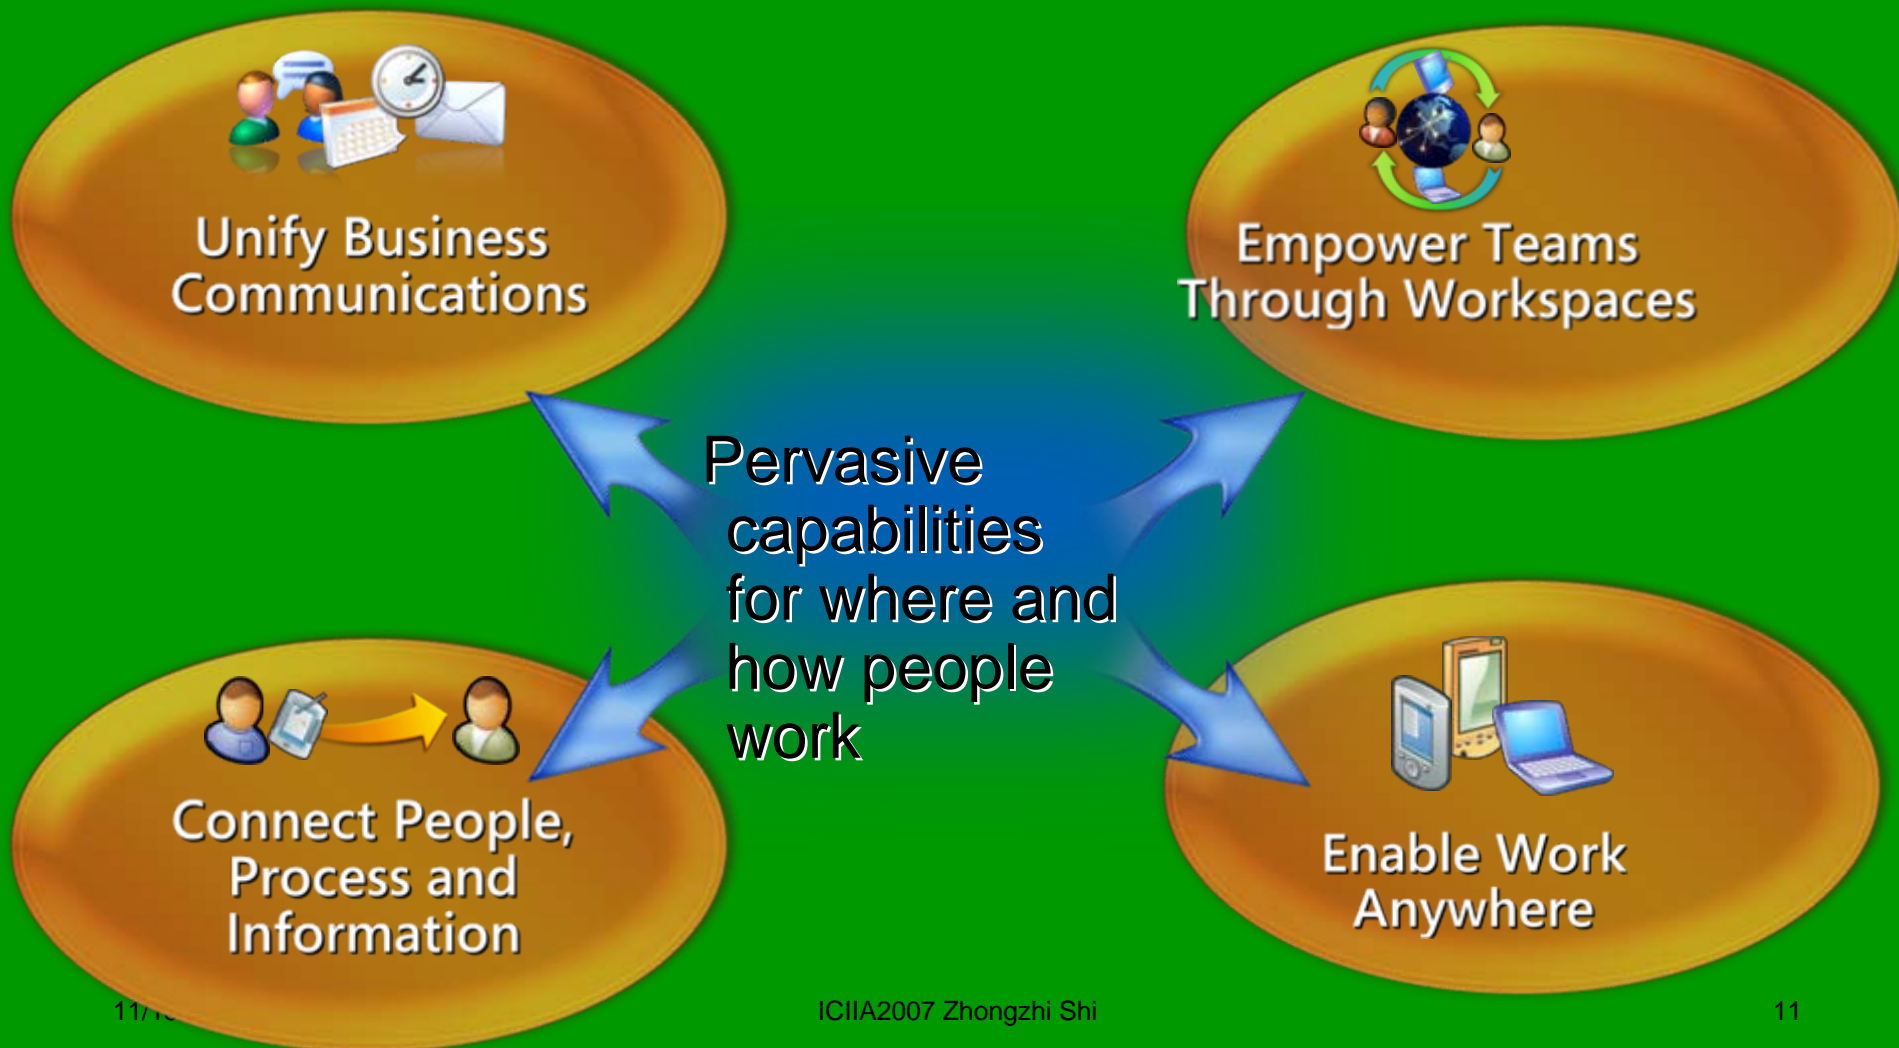 Unify Business
Communications
Empower Teams
Through Workspaces
Pervasive
capabilities
for where and
how people
work
Connect People,
Process and
Information
Enable Work
Anywhere
ICIIA2007 Zhongzhi Shi
11